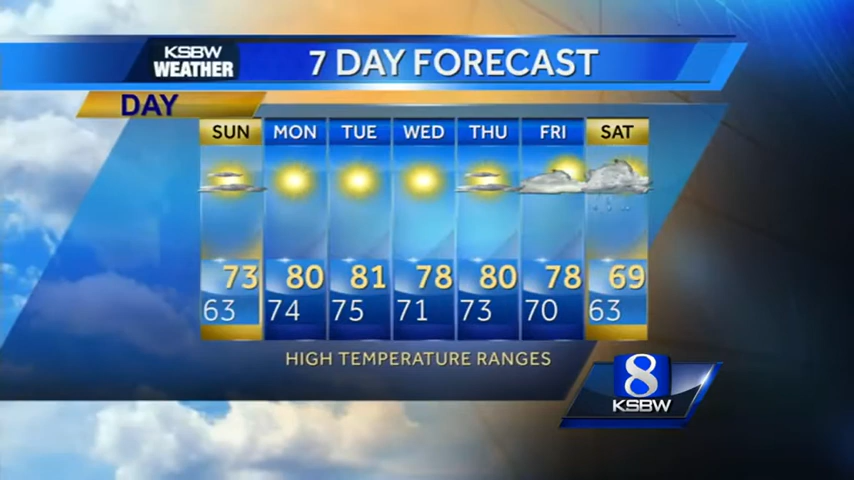 KSBW
WEATHER
7 DAY FORECAST
DAY
SUN MON TUE WED THU FRI SAT
73 80 81 78 80 78 69
63 74 75 71 73 70 63
HIGH TEMPERATURE RANGES
8
KSBW